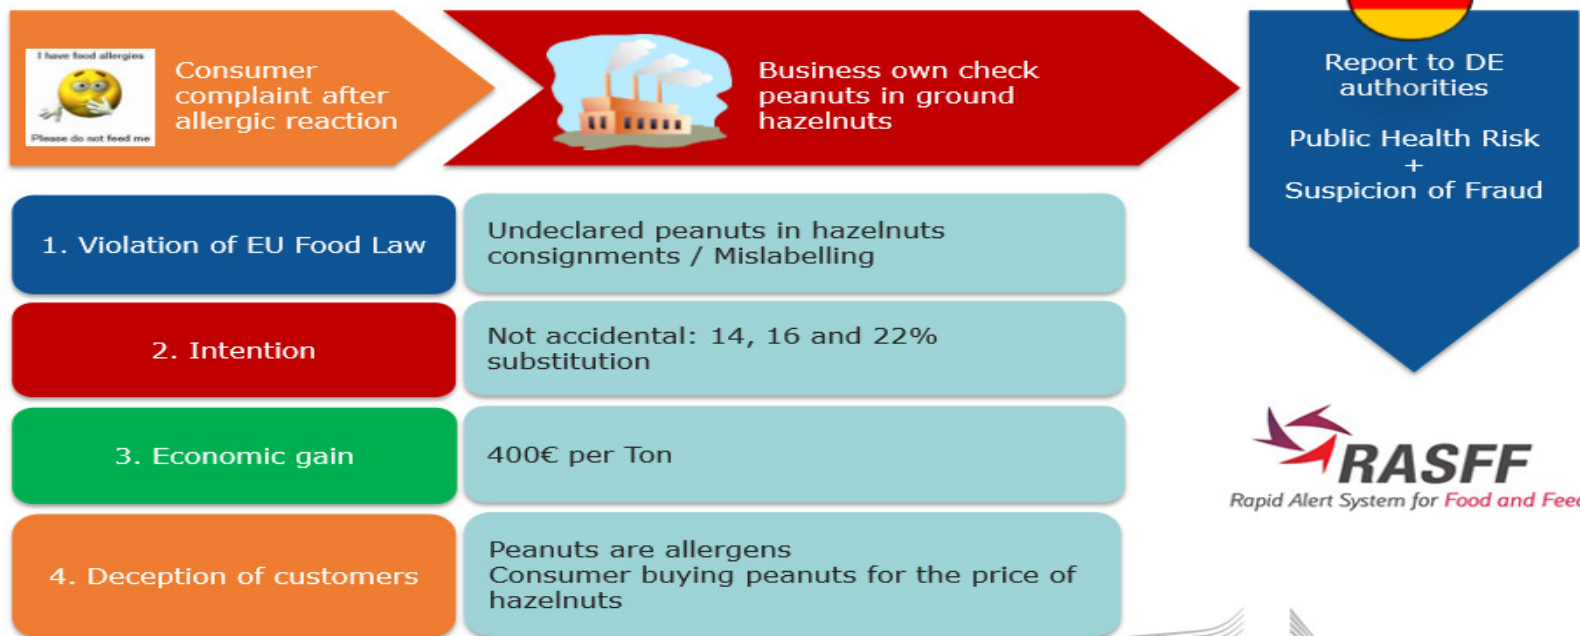 I have food allergies
Please do not feed me
Consumer
complaint after
allergic reaction
Business own check
peanuts in ground
hazelnuts
Report to DE
authorities
Public Health Risk
+
Suspicion of Fraud
1. Violation of EU Food Law
Undeclared peanuts in hazelnuts
consignments / Mislabelling
2. Intention
Not accidental: 14, 16 and 22%
substitution
3. Economic gain
400€ per Ton
4. Deception of customers
Peanuts are allergens
Consumer buying peanuts for the price of
hazelnuts
RASFF
Rapid Alert System for Food and Feed